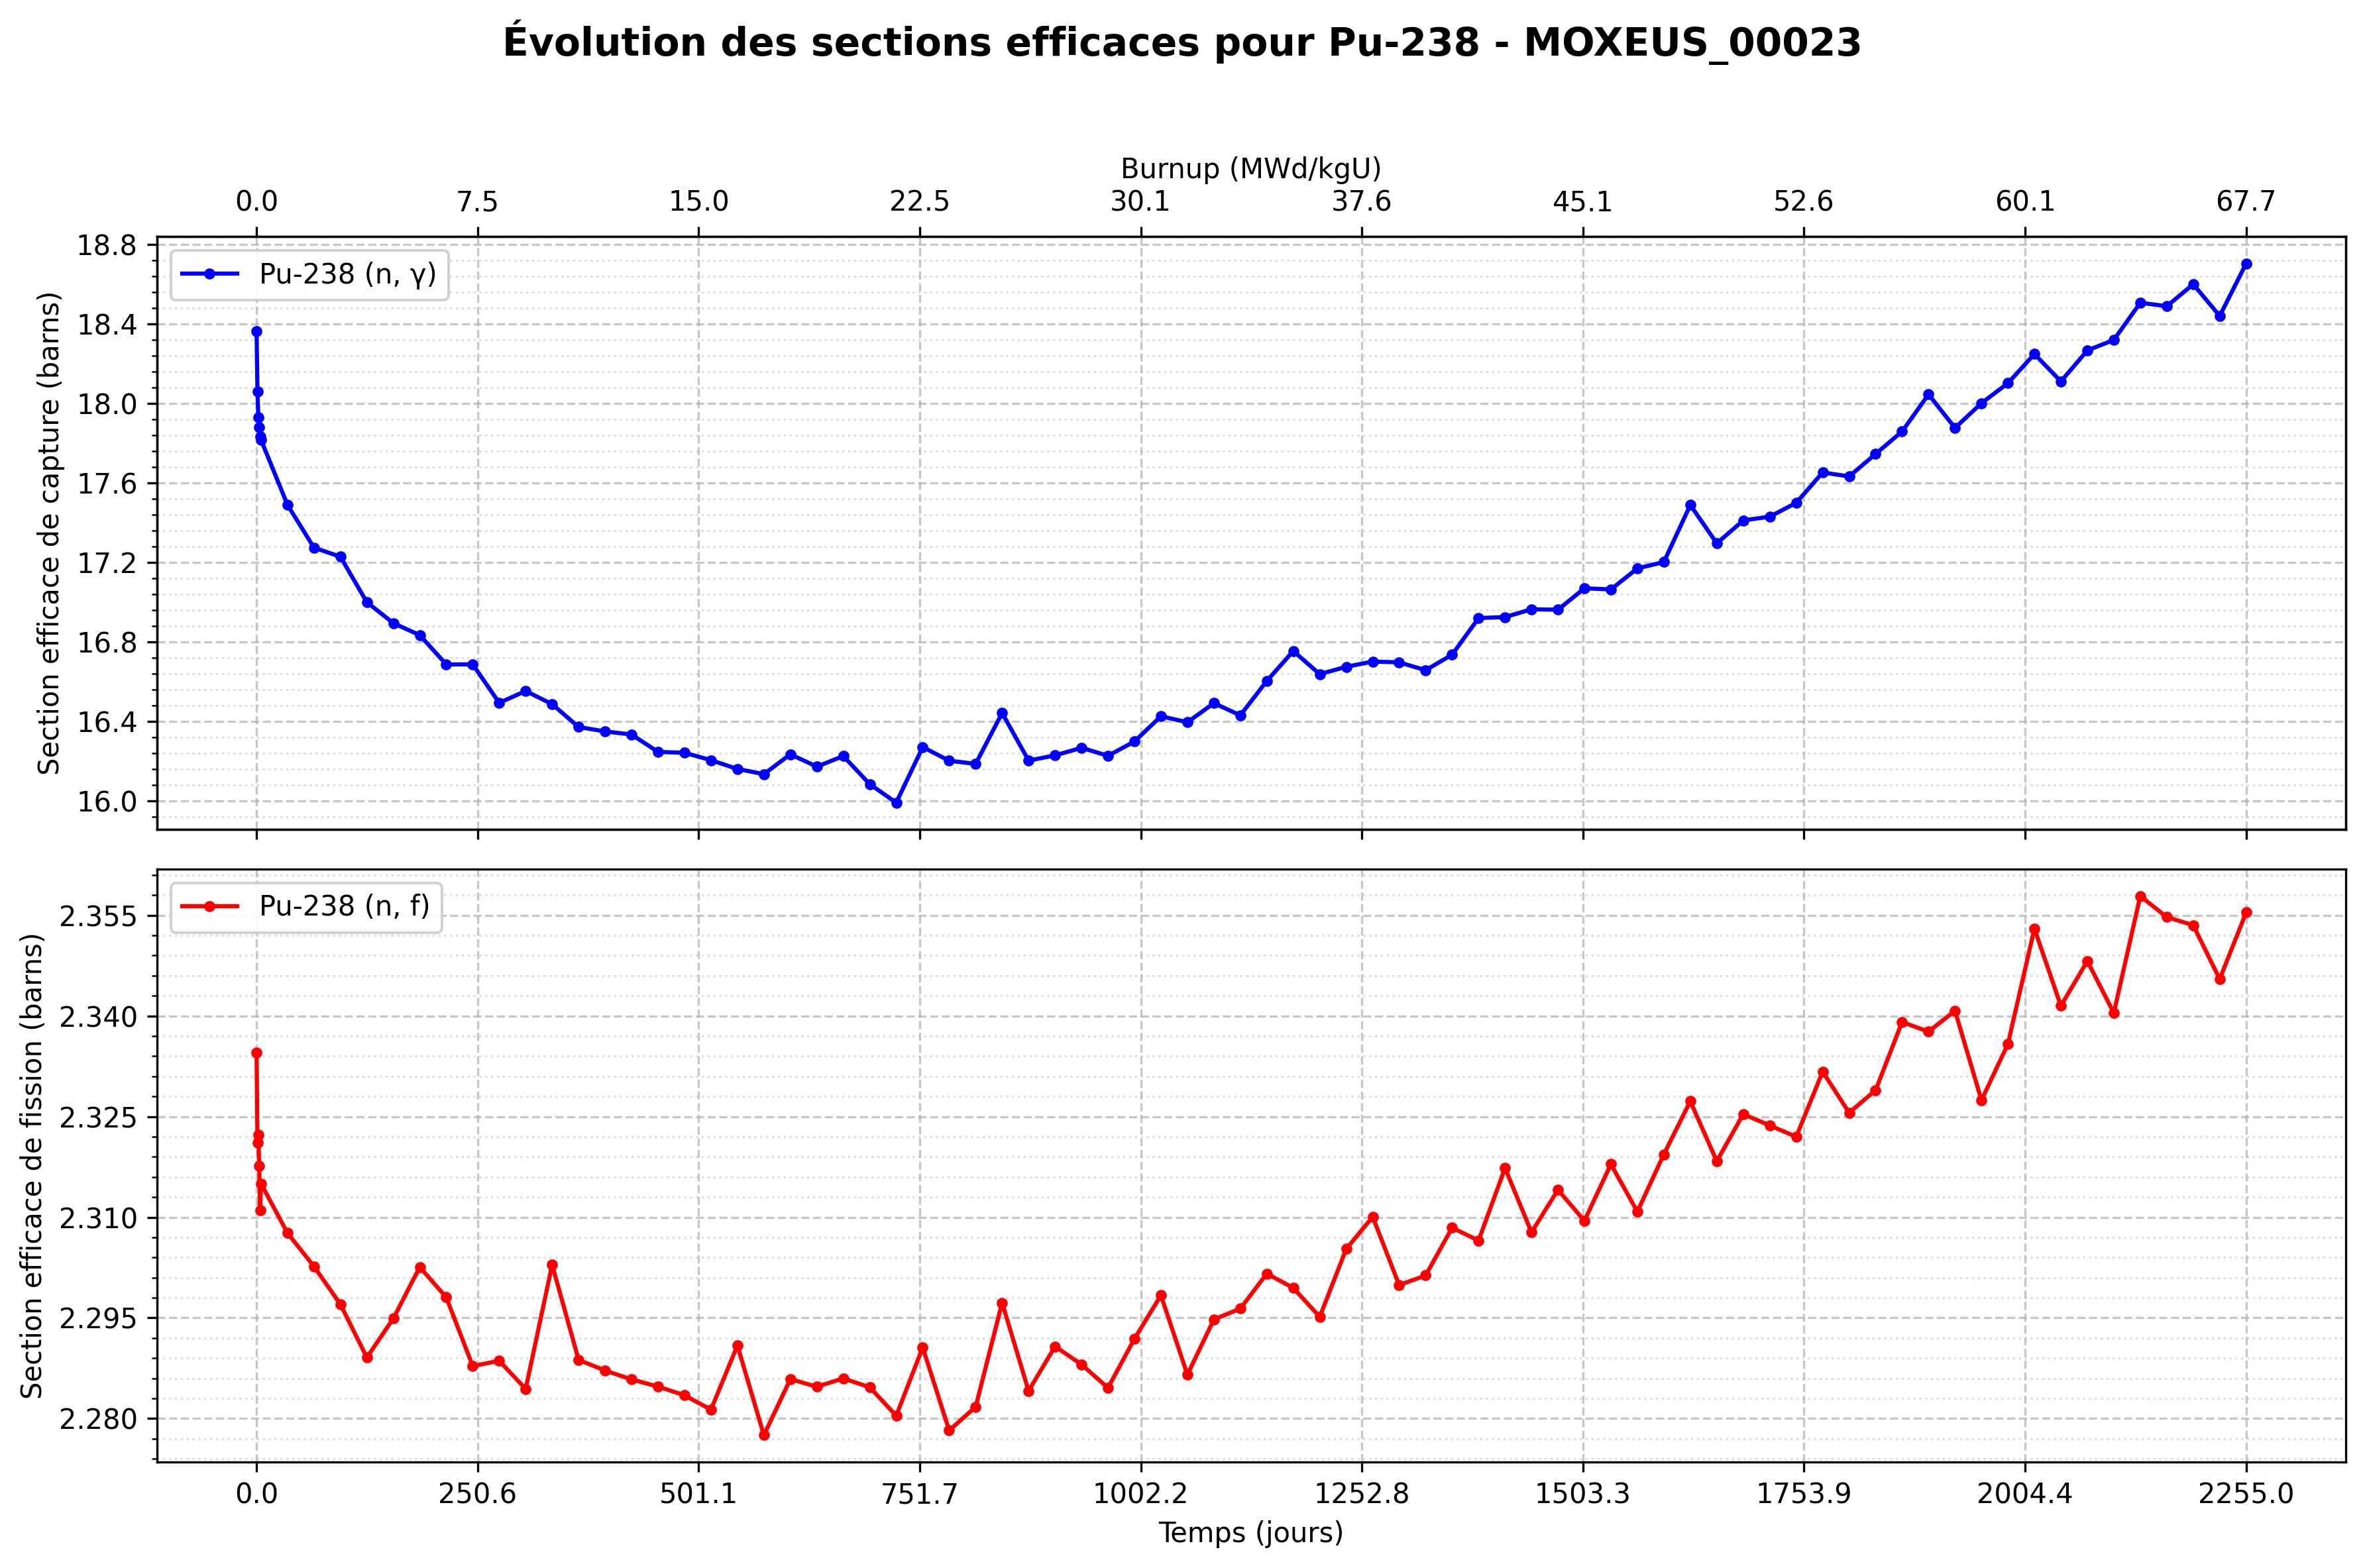 Évolution des sections efficaces pour Pu-238 - MOXEUS_00023
Burnup (MWd/kgU)
0.0 7.5 15.0 22.5 30.1 37.6 45.1 52.6 60.1 67.7
Section efficace de capture (barns)
18.8
18.4
18.0
17.6
17.2
16.8
16.4
16.0
Pu-238 (n, γ)
Section efficace de fission (barns)
2.355
2.340
2.325
2.310
2.295
2.280
Pu-238 (n, f)
0.0 250.6 501.1 751.7 1002.2 1252.8 1503.3 1753.9 2004.4 2255.0
Temps (jours)